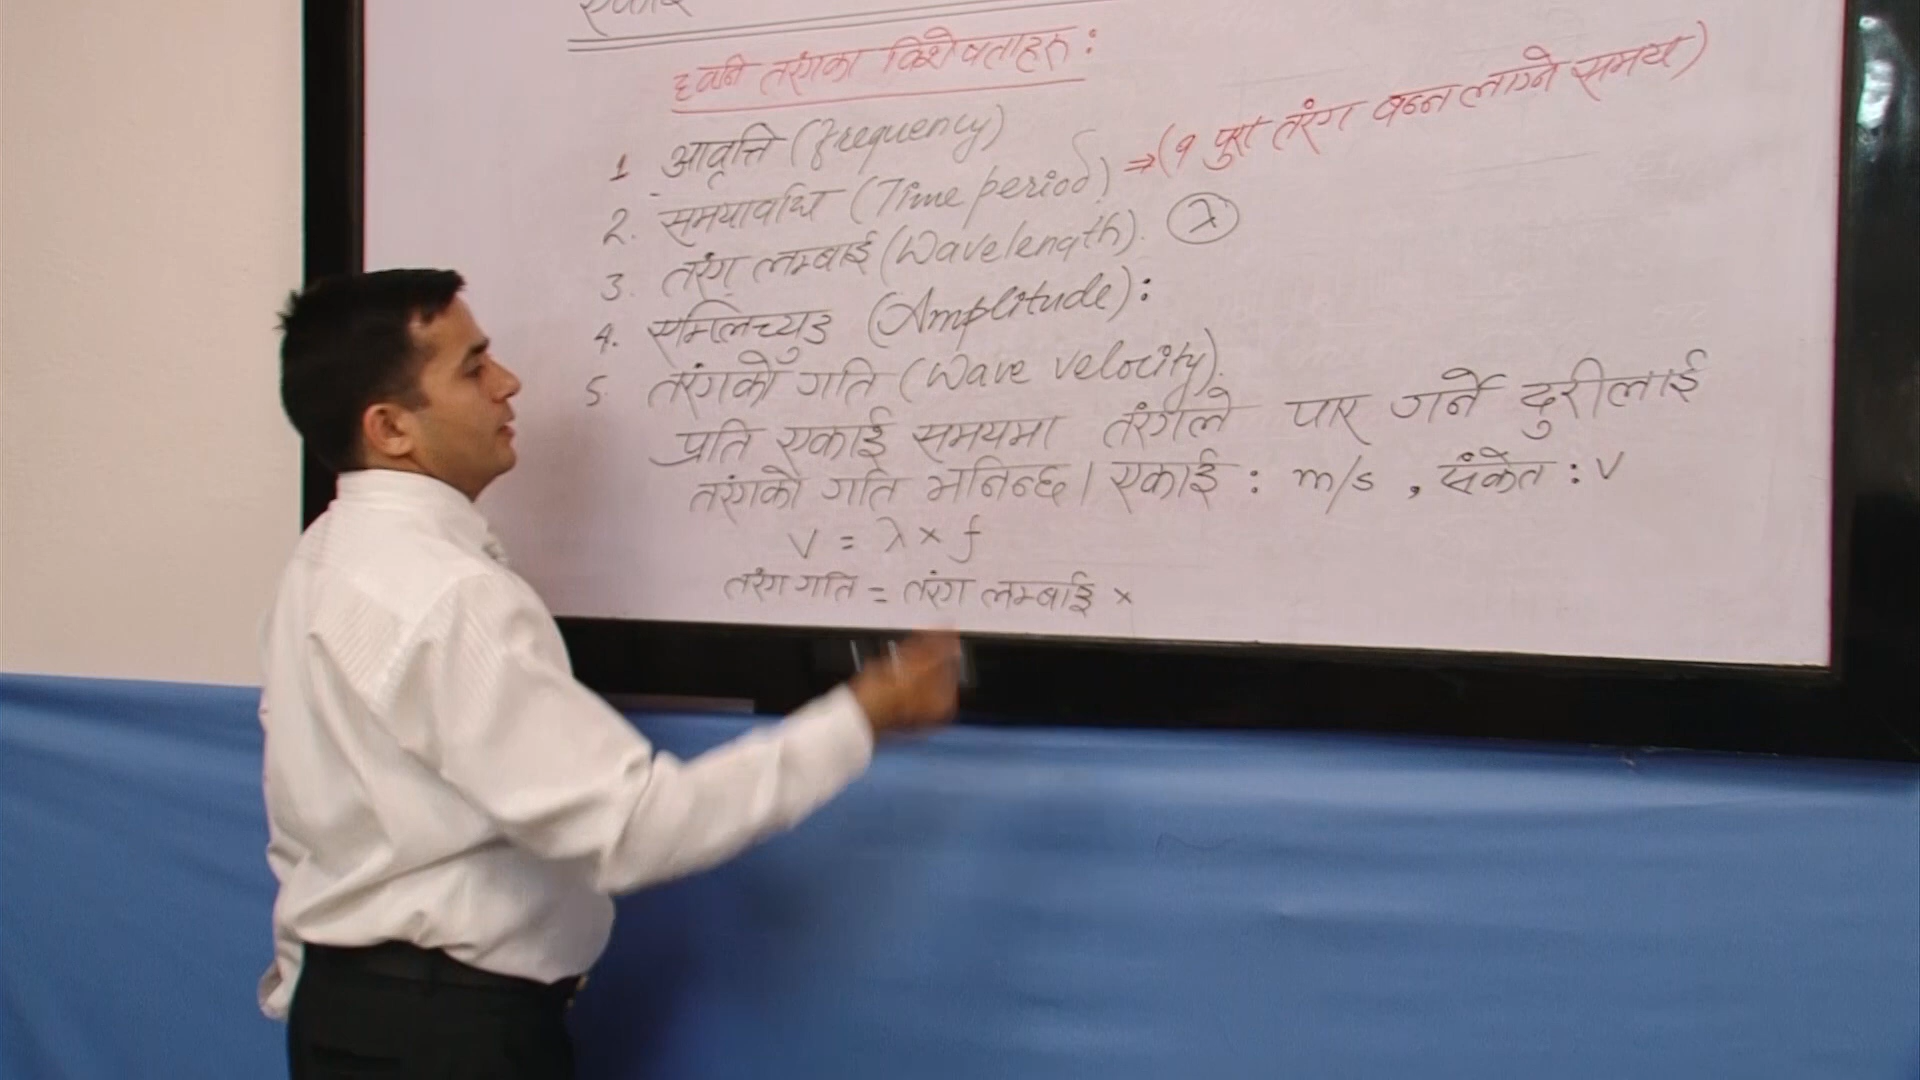 ध्वनि तरंगका विशेषताहरु :
1 आवृत्ति (Frequency)
2. समयावधि (Time period) ⇒ (१ पुरा तरंग बन्न लाग्ने समय)
3. तरंग लम्बाई (Wavelength). λ
4. एम्लिच्युड (Amplitude) :
5. तरंगको गति (Wave velocity).
प्रति एकाई समयमा तरंगले पार गर्ने दुरीलाई
तरंगको गति भनिन्छ । एकाई : m/s , संकेत : V
V = λ × f
तरंग गति = तरंग लम्बाई ×